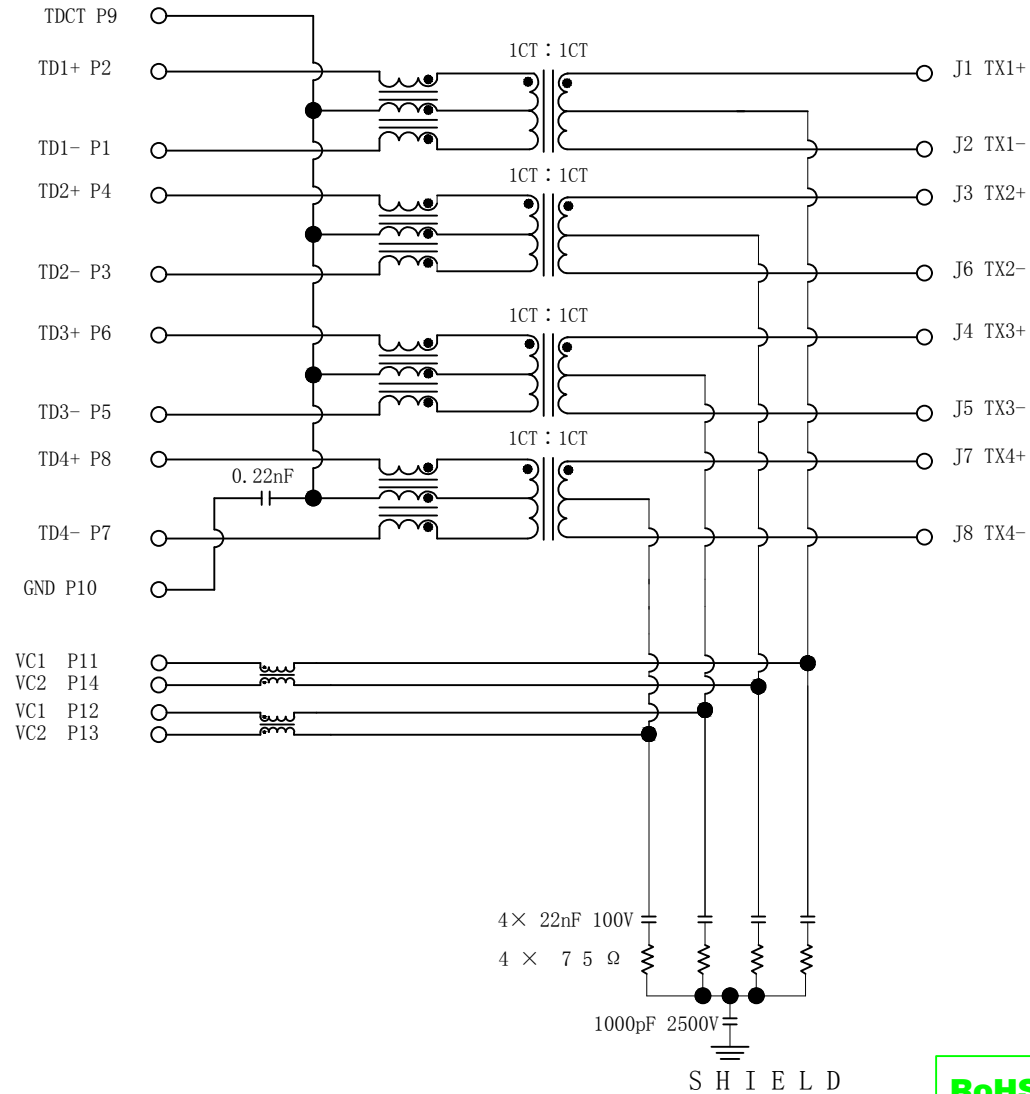 TDCT P9
1CT：1CT
TD1+ P2
J1 TX1+
TD1- P1
J2 TX1-
1CT：1CT
TD2+ P4
J3 TX2+
TD2- P3
J6 TX2-
1CT：1CT
TD3+ P6
J4 TX3+
TD3- P5
J5 TX3-
1CT：1CT
TD4+ P8
J7 TX4+
0.22nF
TD4- P7
J8 TX4-
GND P10
VC1 P11
VC2 P14
VC1 P12
VC2 P13
4× 22nF 100V
4 × 7 5 Ω
1000pF 2500V
S H I E L D
RoHS